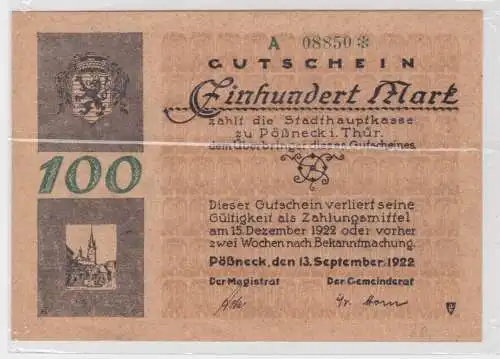 A 08850 *
GUTSCHEIN
Einhundert Mark
zahlt die Stadthauptkasse
zu Pößneck i. Thür.
dem Überbringer dieses Gutscheines
100
Dieser Gutschein verliert seine
Gültigkeit als Zahlungsmittel
am 15. Dezember 1922 oder vorher
zwei Wochen nach Bekanntmachung.
Pößneck, den 13. September 1922
Der Magistrat Der Gemeinderat